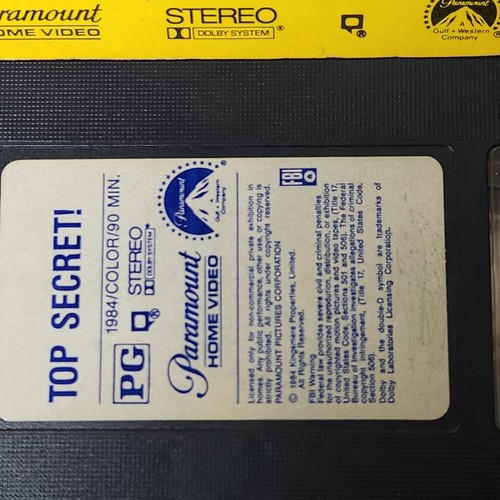 Paramount
HOME VIDEO
STEREO
DOLBY SYSTEM®
Paramount
®
A
Gulf + Western
Company
TOP SECRET!
1984/COLOR/90 MIN.
PG
STEREO
DOLBY SYSTEM®
Paramount
HOME VIDEO
Paramount
®
A
Gulf + Western
Company
Licensed only for non-commercial private exhibition in
homes. Any public performance, other use, or copying is
strictly prohibited. All rights under copyright reserved.
PARAMOUNT PICTURES CORPORATION
© 1984 Kingsmere Properties, Limited.
All Rights Reserved.
FBI
FBI Warning
Federal law provides severe civil and criminal penalties
for the unauthorized reproduction, distribution, or exhibition
of copyrighted motion pictures and video tapes, (Title 17,
United States Code, Sections 501 and 506). The Federal
Bureau of Investigation investigates allegations of criminal
copyright infringement, (Title 17, United States Code,
Section 506).
Dolby and the double-D symbol are trademarks of
Dolby Laboratories Licensing Corporation.